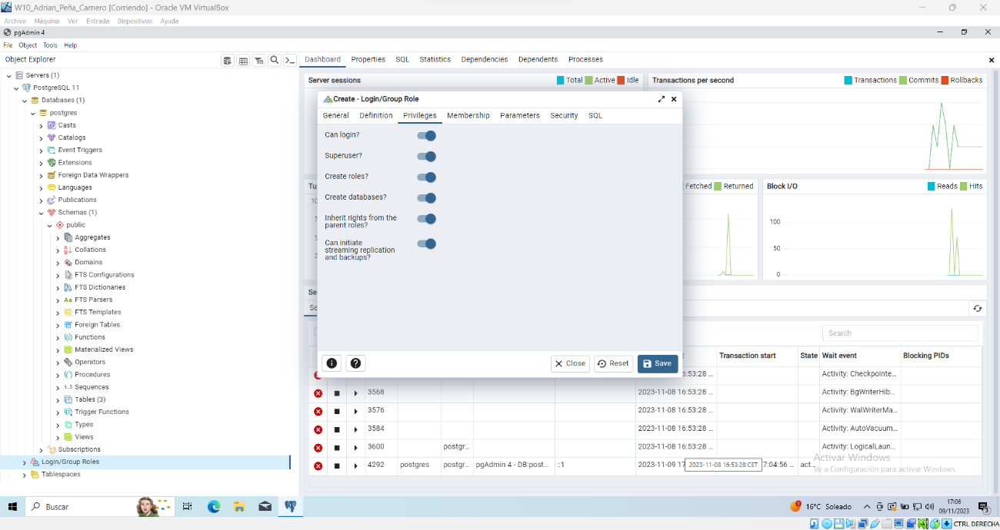 W10_Adrian_Peña_Carnero [Corriendo] - Oracle VM VirtualBox
Archivo Máquina Ver Entrada Dispositivos Ayuda
pgAdmin 4
File Object Tools Help
Object Explorer
Dashboard Properties SQL Statistics Dependencies Dependents Processes
Servers (1)
PostgreSQL 11
Databases (1)
postgres
Casts
Catalogs
Event Triggers
Extensions
Foreign Data Wrappers
Languages
Publications
Schemas (1)
public
Aggregates
Collations
Domains
FTS Configurations
FTS Dictionaries
FTS Parsers
FTS Templates
Foreign Tables
Functions
Materialized Views
Operators
Procedures
Sequences
Tables (3)
Trigger Functions
Types
Views
Subscriptions
Login/Group Roles
Tablespaces
Server sessions Total Active Idle
Transactions per second Transactions Commits Rollbacks
Create - Login/Group Role
General Definition Privileges Membership Parameters Security SQL
Can login?
Superuser?
Create roles?
Create databases?
Inherit rights from the
parent roles?
Can initiate
streaming replication
and backups?
Close Reset Save
Tu
Fetched Returned
Block I/O Reads Hits
100
50
0
Se
Search
Transaction start State Wait event Blocking PIDs
Activity: Checkpointe...
3568 2023-11-08 16:53:28 ... Activity: BgWriterHib...
3576 2023-11-08 16:53:28 ... Activity: WalWriterMa...
3584 2023-11-08 16:53:28 ... Activity: AutoVacuum...
3600 postgr... 2023-11-08 16:53:28 ... Activity: LogicalLaun...
4292 postgres postgr... pgAdmin 4 - DB:post... ::1 2023-11-09 17 7:04:56 ... act...
2023-11-08 16:53:28 CET
Activar Windows
Ve a Configuración para activar Windows.
Buscar
16°C Soleado
17:06
09/11/2023
3
CTRL DERECHA